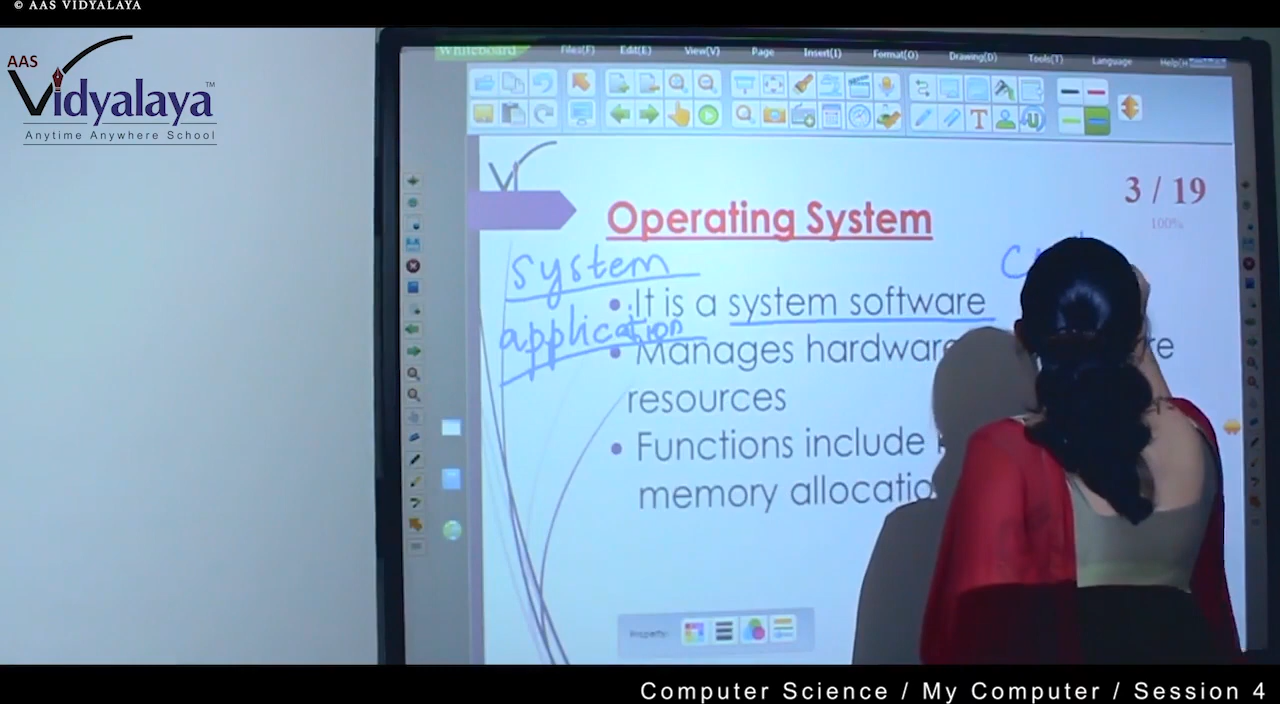 © AAS VIDYALAYA
AAS
Vidyalaya™
Anytime Anywhere School
Whiteboard Files(F) Edit(E) View(V) Page Insert(I) Format(O) Drawing(D) Tools(T) Language Help(H
3 / 19
100%
Operating System
system
• It is a system software
application
• Manages hardware
resources
• Functions include
memory allocatio
Property:
Computer Science / My Computer / Session 4